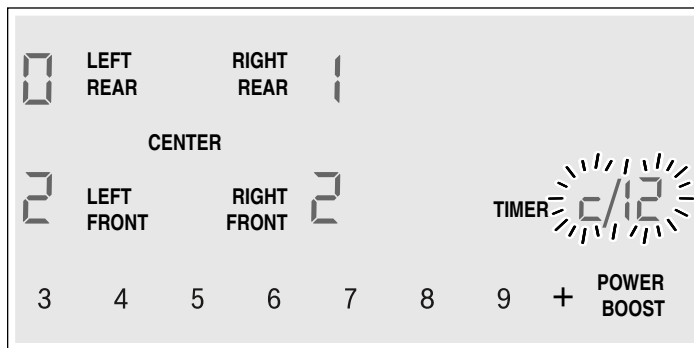 0 LEFT REAR RIGHT REAR 1
CENTER
2 LEFT FRONT RIGHT FRONT 2 TIMER c/12
3 4 5 6 7 8 9 + POWER BOOST